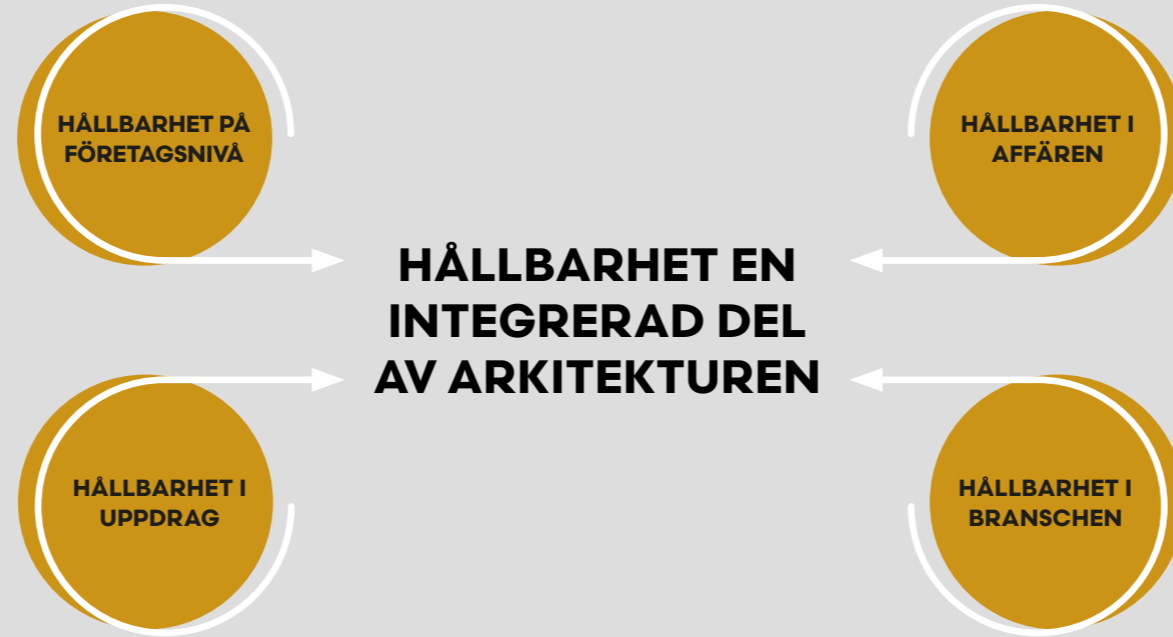 HÅLLBARHET PÅ
FÖRETAGSNIVÅ
HÅLLBARHET I
AFFÄREN
HÅLLBARHET EN
INTEGRERAD DEL
AV ARKITEKTUREN
HÅLLBARHET I
UPPDRAG
HÅLLBARHET I
BRANSCHEN